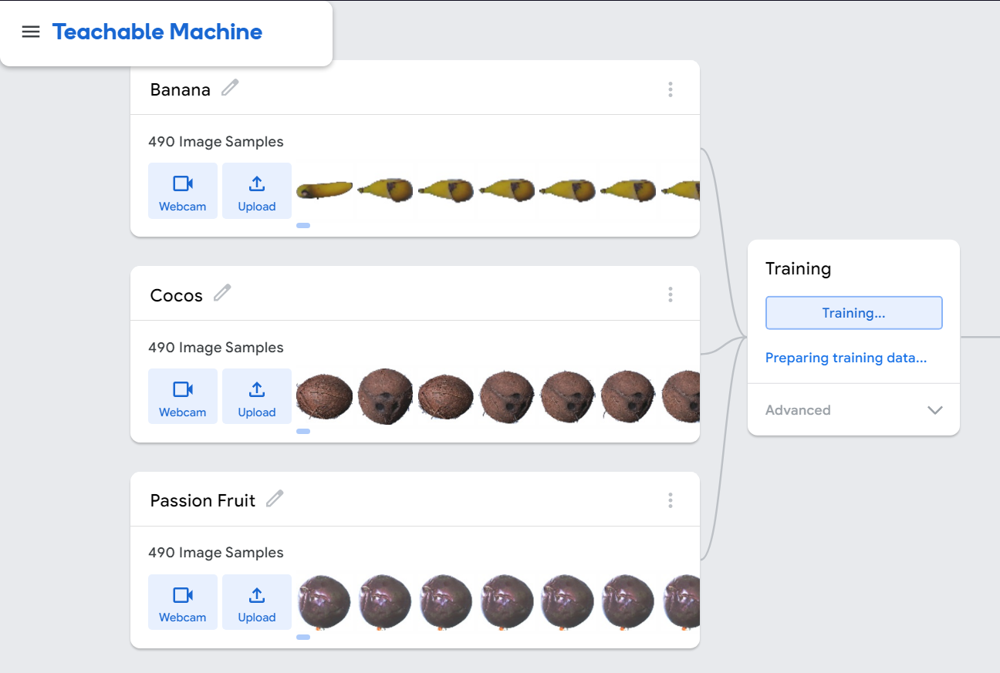 Teachable Machine
Banana
490 Image Samples
Webcam
Upload
Cocos
490 Image Samples
Webcam
Upload
Passion Fruit
490 Image Samples
Webcam
Upload
Training
Training...
Preparing training data...
Advanced